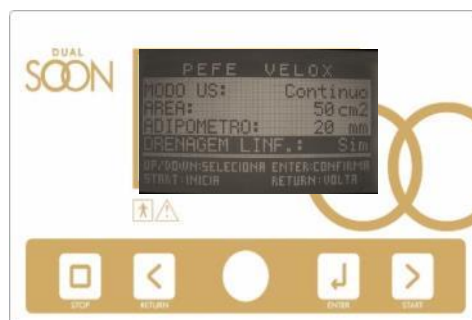 DUAL
SOON
PEFE VELOX
MODO US: Continuo
AREA: 50 cm2
ADIPOMETRO: 20 mm
DRENAGEM LINF.: Sim
UP/DOWN:SELECIONA ENTER:CONFIRMA
START:INICIA RETURN:VOLTA
STOP
RETURN
ENTER
START